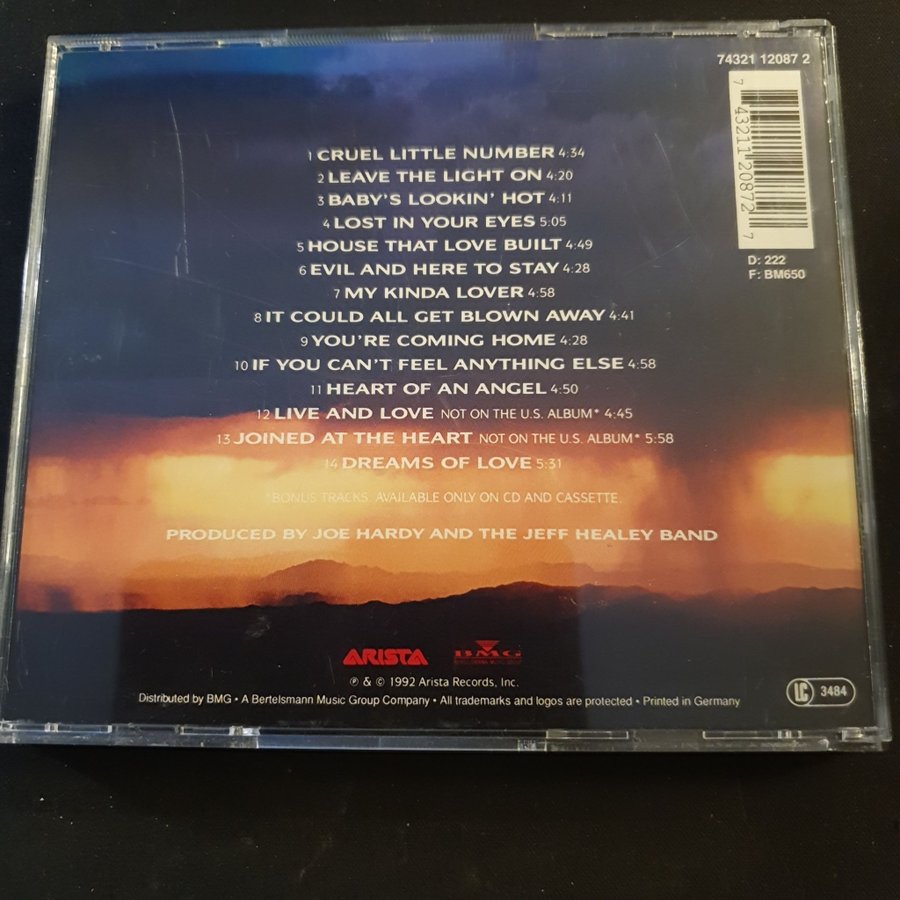 74321 12087 2
7 43211 20872 7
D: 222
F: BM650
1 CRUEL LITTLE NUMBER 4:34
2 LEAVE THE LIGHT ON 4:20
3 BABY'S LOOKIN' HOT 4:11
4 LOST IN YOUR EYES 5:05
5 HOUSE THAT LOVE BUILT 4:49
6 EVIL AND HERE TO STAY 4:28
7 MY KINDA LOVER 4:58
8 IT COULD ALL GET BLOWN AWAY 4:41
9 YOU'RE COMING HOME 4:28
10 IF YOU CAN'T FEEL ANYTHING ELSE 4:58
11 HEART OF AN ANGEL 4:50
12 LIVE AND LOVE NOT ON THE U.S. ALBUM* 4:45
13 JOINED AT THE HEART NOT ON THE U.S. ALBUM* 5:58
14 DREAMS OF LOVE 5:31
*BONUS TRACKS. AVAILABLE ONLY ON CD AND CASSETTE.
PRODUCED BY JOE HARDY AND THE JEFF HEALEY BAND
ARISTA BMG
℗ & © 1992 Arista Records, Inc.
Distributed by BMG • A Bertelsmann Music Group Company • All trademarks and logos are protected • Printed in Germany
LC 3484